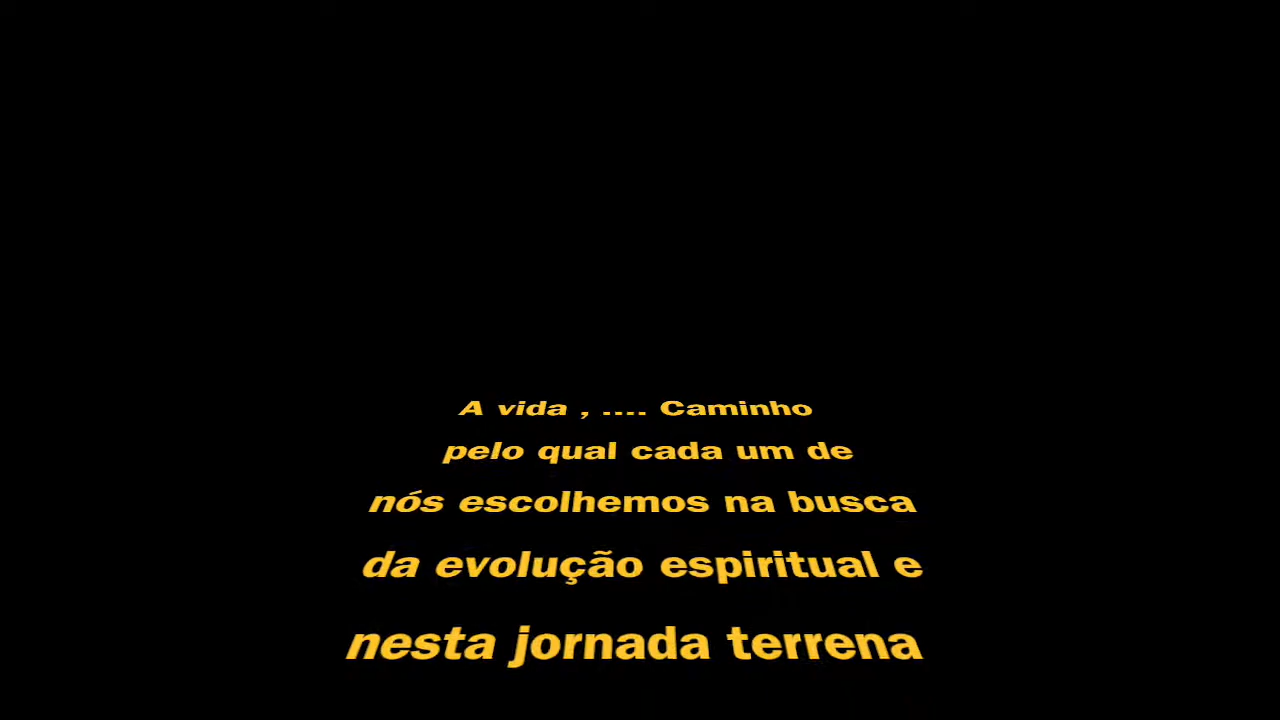 A vida , .... Caminho
pelo qual cada um de
nós escolhemos na busca
da evolução espiritual e
nesta jornada terrena